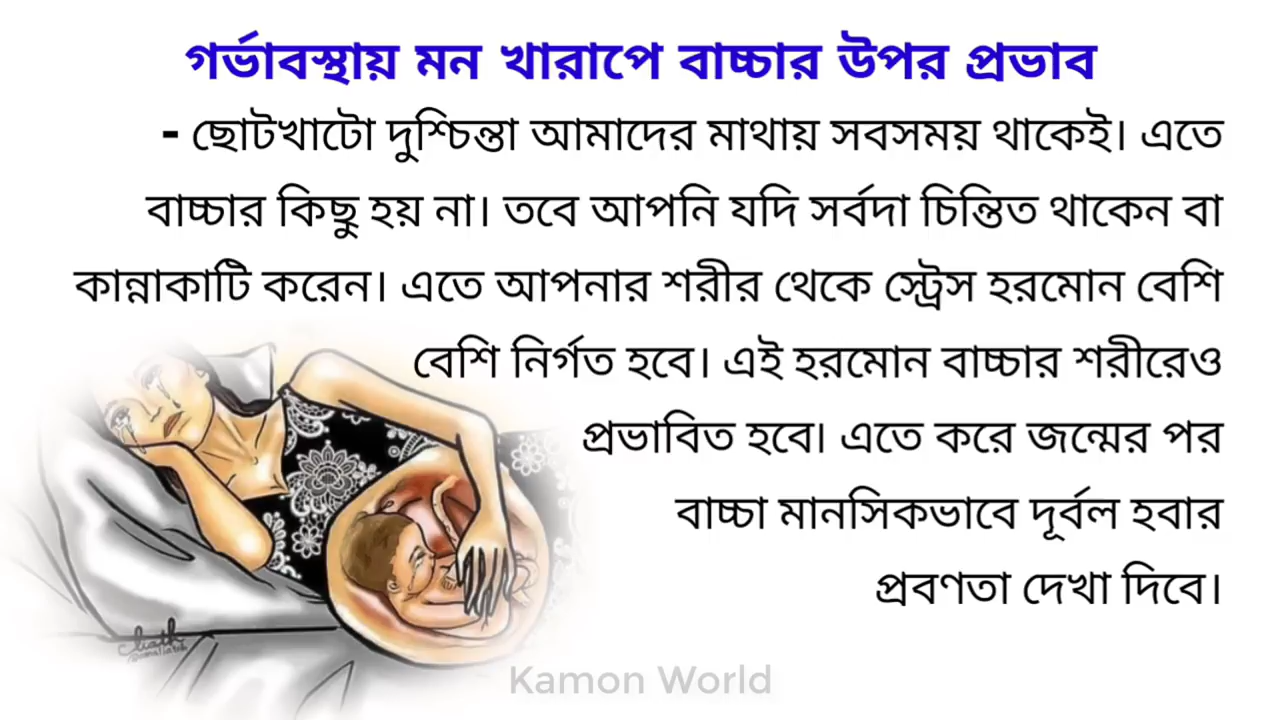 গর্ভাবস্থায় মন খারাপে বাচ্চার উপর প্রভাব
- ছোটখাটো দুশ্চিন্তা আমাদের মাথায় সবসময় থাকেই। এতে
বাচ্চার কিছু হয় না। তবে আপনি যদি সর্বদা চিন্তিত থাকেন বা
কান্নাকাটি করেন। এতে আপনার শরীর থেকে স্ট্রেস হরমোন বেশি
বেশি নির্গত হবে। এই হরমোন বাচ্চার শরীরেও
প্রভাবিত হবে। এতে করে জন্মের পর
বাচ্চা মানসিকভাবে দূর্বল হবার
প্রবণতা দেখা দিবে।
Kamon World